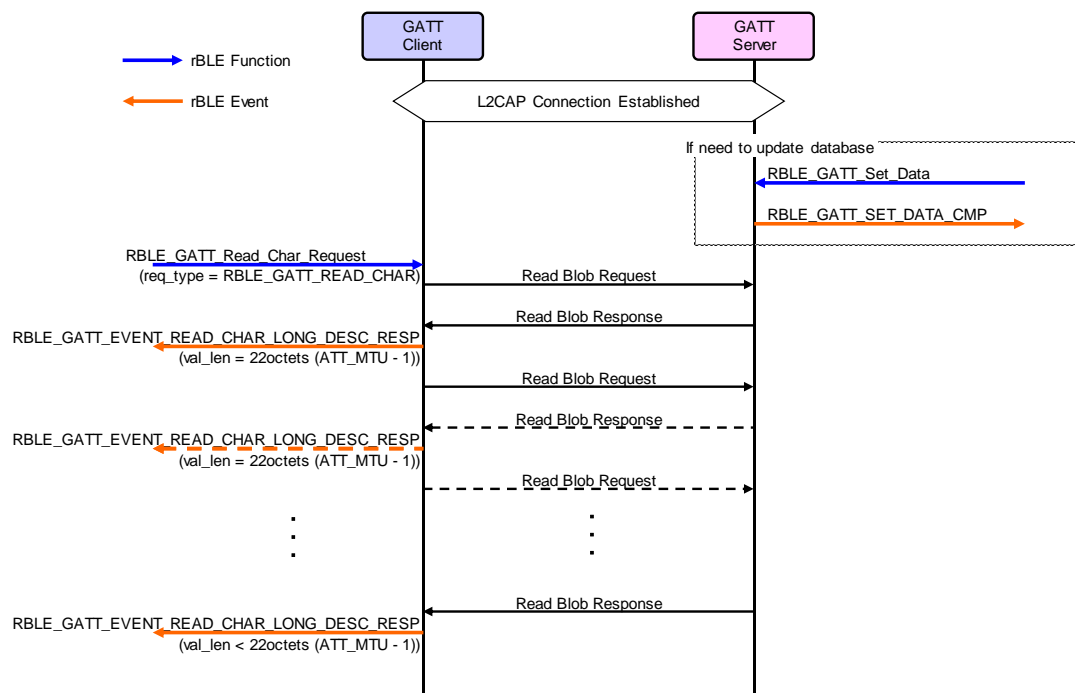 GATT
Client
GATT
Server
rBLE Function
rBLE Event
L2CAP Connection Established
If need to update database
RBLE_GATT_Set_Data
RBLE_GATT_SET_DATA_CMP
RBLE_GATT_Read_Char_Request
(req_type = RBLE_GATT_READ_CHAR)
Read Blob Request
Read Blob Response
RBLE_GATT_EVENT_READ_CHAR_LONG_DESC_RESP
(val_len = 22octets (ATT_MTU - 1))
Read Blob Request
Read Blob Response
RBLE_GATT_EVENT_READ_CHAR_LONG_DESC_RESP
(val_len = 22octets (ATT_MTU - 1))
Read Blob Request
Read Blob Response
RBLE_GATT_EVENT_READ_CHAR_LONG_DESC_RESP
(val_len < 22octets (ATT_MTU - 1))